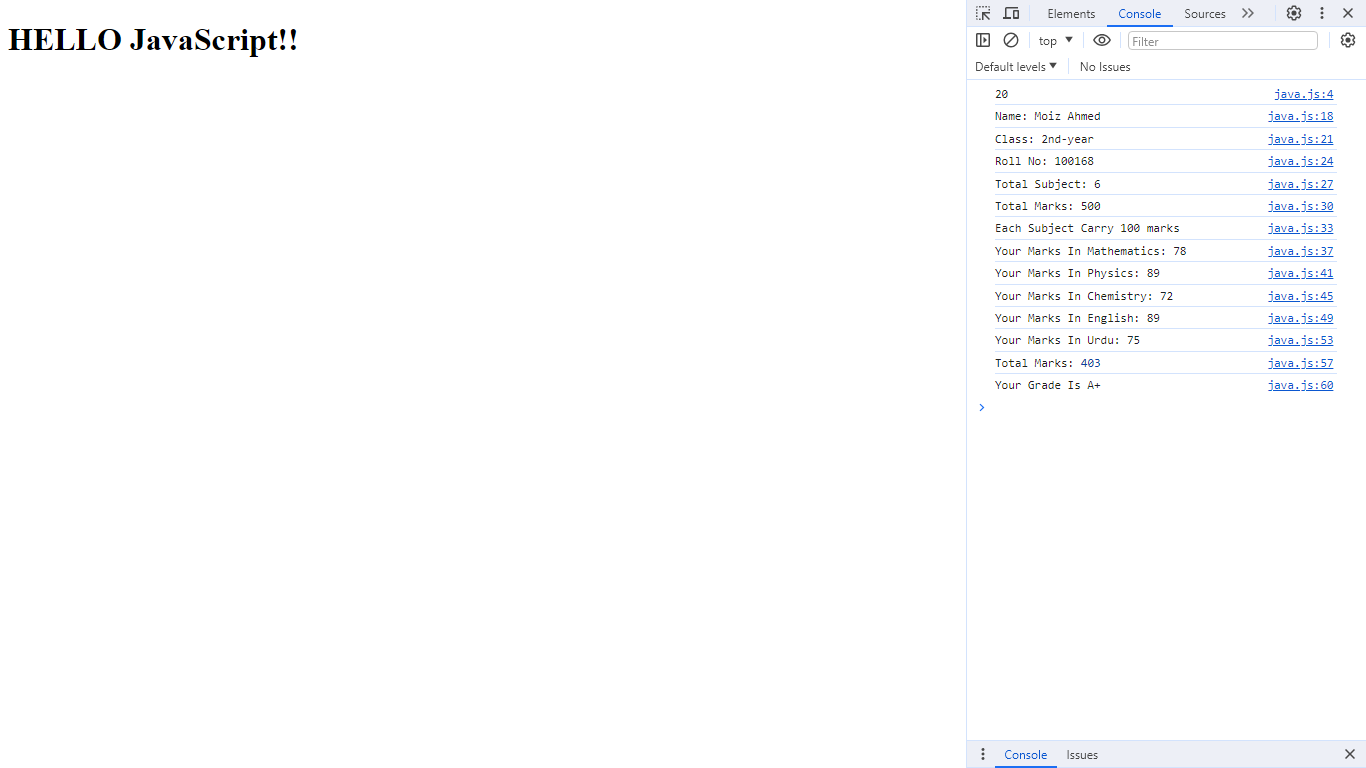 HELLO JavaScript!!
Elements Console Sources
top Filter
Default levels No Issues
20 java.js:4
Name: Moiz Ahmed java.js:18
Class: 2nd-year java.js:21
Roll No: 100168 java.js:24
Total Subject: 6 java.js:27
Total Marks: 500 java.js:30
Each Subject Carry 100 marks java.js:33
Your Marks In Mathematics: 78 java.js:37
Your Marks In Physics: 89 java.js:41
Your Marks In Chemistry: 72 java.js:45
Your Marks In English: 89 java.js:49
Your Marks In Urdu: 75 java.js:53
Total Marks: 403 java.js:57
Your Grade Is A+ java.js:60
Console Issues